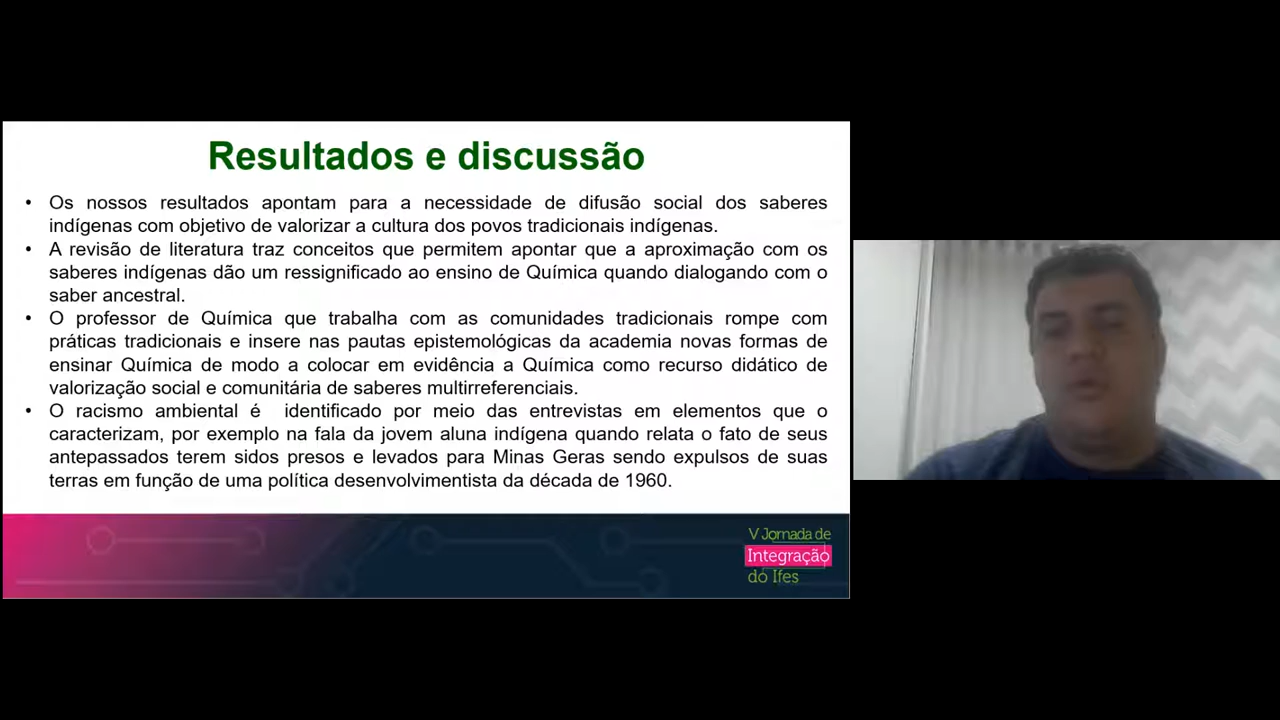 Resultados e discussão
• Os nossos resultados apontam para a necessidade de difusão social dos saberes
indígenas com objetivo de valorizar a cultura dos povos tradicionais indígenas.
• A revisão de literatura traz conceitos que permitem apontar que a aproximação com os
saberes indígenas dão um ressignificado ao ensino de Química quando dialogando com o
saber ancestral.
• O professor de Química que trabalha com as comunidades tradicionais rompe com
práticas tradicionais e insere nas pautas epistemológicas da academia novas formas de
ensinar Química de modo a colocar em evidência a Química como recurso didático de
valorização social e comunitária de saberes multirreferenciais.
• O racismo ambiental é  identificado por meio das entrevistas em elementos que o
caracterizam, por exemplo na fala da jovem aluna indígena quando relata o fato de seus
antepassados terem sidos presos e levados para Minas Geras sendo expulsos de suas
terras em função de uma política desenvolvimentista da década de 1960.
V Jornada de
Integração
do Ifes